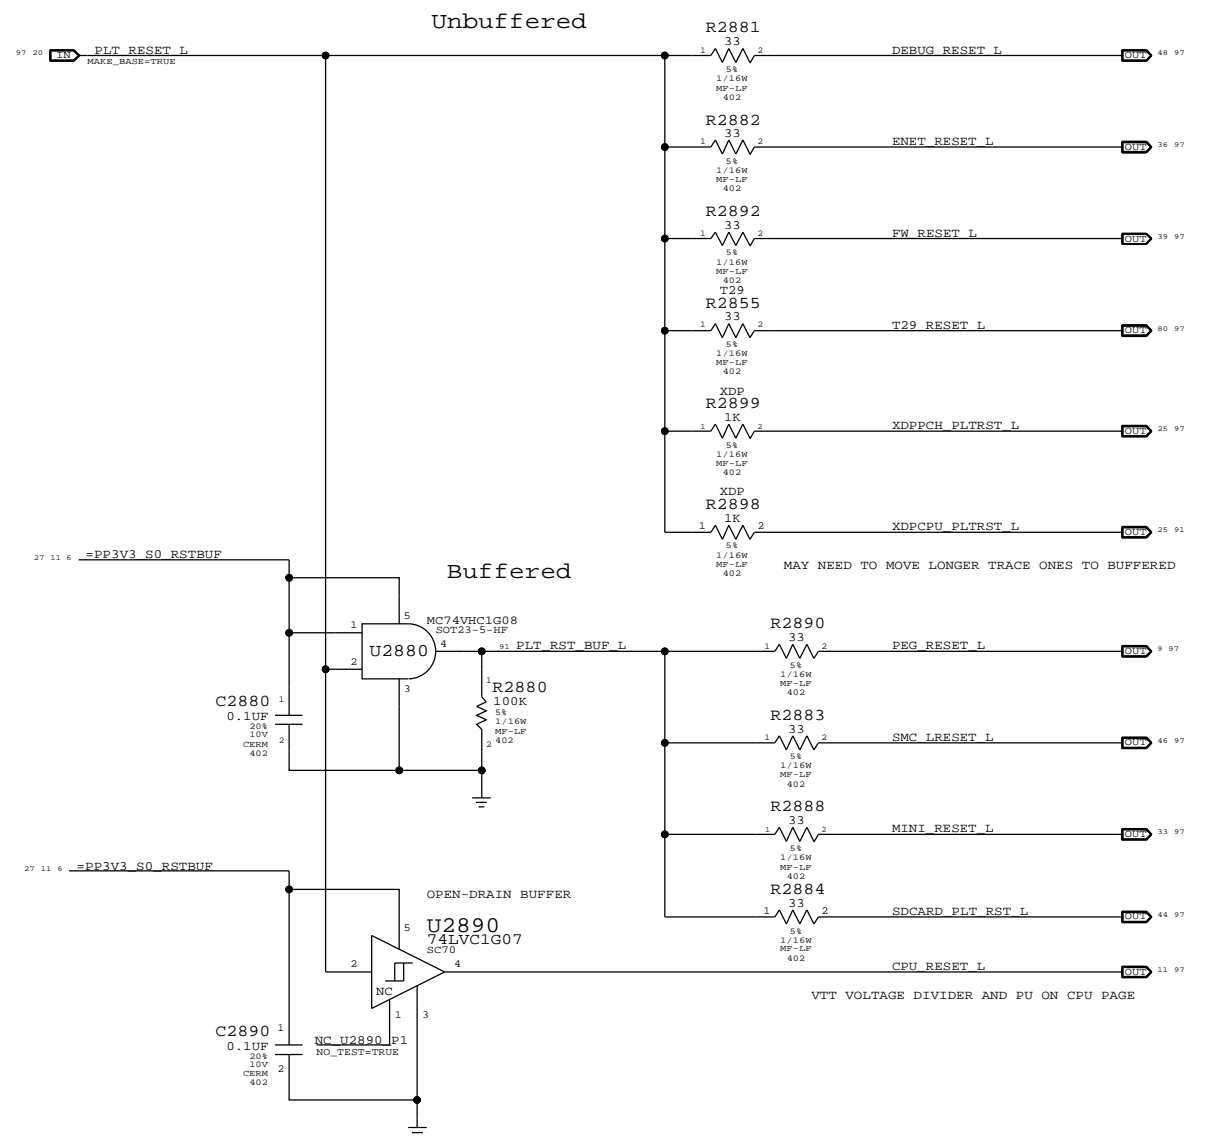 Unbuffered
97 20 IN PLT_RESET_L
MAKE_BASE=TRUE
R2881
33
1 2 DEBUG_RESET_L OUT 48 97
5%
1/16W
MF-LF
402
R2882
33
1 2 ENET_RESET_L OUT 36 97
5%
1/16W
MF-LF
402
R2892
33
1 2 FW_RESET_L OUT 39 97
5%
1/16W
MF-LF
402
T29
R2855
33
1 2 T29_RESET_L OUT 80 97
5%
1/16W
MF-LF
402
XDP
R2899
1K
1 2 XDPPCH_PLTRST_L OUT 25 97
5%
1/16W
MF-LF
402
XDP
R2898
1K
1 2 XDPCPU_PLTRST_L OUT 25 91
5%
1/16W
MF-LF
402
MAY NEED TO MOVE LONGER TRACE ONES TO BUFFERED
27 11 6 =PP3V3_S0_RSTBUF
Buffered
5
MC74VHC1G08
SOT23-5-HF
1
2
U2880
4
3
91 PLT_RST_BUF_L
1
R2880
100K
5%
1/16W
MF-LF
402
2
C2880
1
0.1UF
20%
10V
CERM
402
2
R2890
33
1 2 PEG_RESET_L OUT 9 97
5%
1/16W
MF-LF
402
R2883
33
1 2 SMC_LRESET_L OUT 46 97
5%
1/16W
MF-LF
402
R2888
33
1 2 MINI_RESET_L OUT 33 97
5%
1/16W
MF-LF
402
R2884
33
1 2 SDCARD_PLT_RST_L OUT 44 97
5%
1/16W
MF-LF
402
27 11 6 =PP3V3_S0_RSTBUF
OPEN-DRAIN BUFFER
5
U2890
74LVC1G07
SC70
2
4
NC
1
3
CPU_RESET_L OUT 11 97
VTT VOLTAGE DIVIDER AND PU ON CPU PAGE
C2890
1
0.1UF
20%
10V
CERM
402
2
NC_U2890_P1
NO_TEST=TRUE